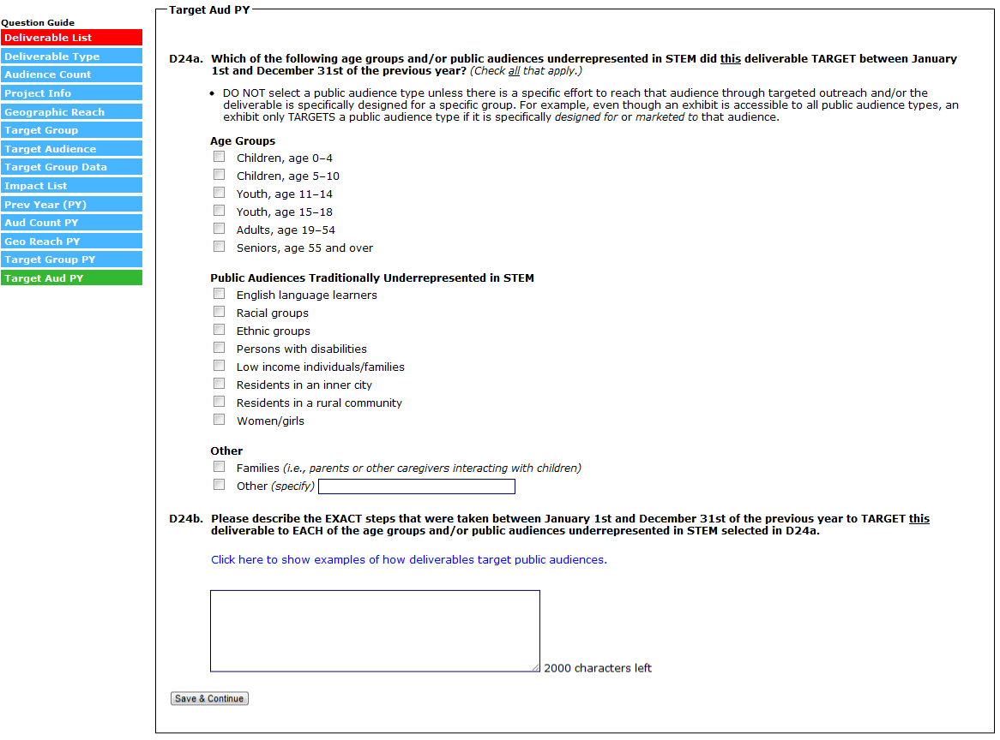 Target Aud PY
Question Guide
Deliverable List
Deliverable Type
Audience Count
Project Info
Geographic Reach
Target Group
Target Audience
Target Group Data
Impact List
Prev Year (PY)
Aud Count PY
Geo Reach PY
Target Group PY
Target Aud PY
D24a. Which of the following age groups and/or public audiences underrepresented in STEM did this deliverable TARGET between January
1st and December 31st of the previous year? (Check all that apply.)
• DO NOT select a public audience type unless there is a specific effort to reach that audience through targeted outreach and/or the
deliverable is specifically designed for a specific group. For example, even though an exhibit is accessible to all public audience types, an
exhibit only TARGETS a public audience type if it is specifically designed for or marketed to that audience.
Age Groups
Children, age 0–4
Children, age 5–10
Youth, age 11–14
Youth, age 15–18
Adults, age 19–54
Seniors, age 55 and over
Public Audiences Traditionally Underrepresented in STEM
English language learners
Racial groups
Ethnic groups
Persons with disabilities
Low income individuals/families
Residents in an inner city
Residents in a rural community
Women/girls
Other
Families (i.e., parents or other caregivers interacting with children)
Other (specify)
D24b. Please describe the EXACT steps that were taken between January 1st and December 31st of the previous year to TARGET this
deliverable to EACH of the age groups and/or public audiences underrepresented in STEM selected in D24a.
Click here to show examples of how deliverables target public audiences.
2000 characters left
Save & Continue